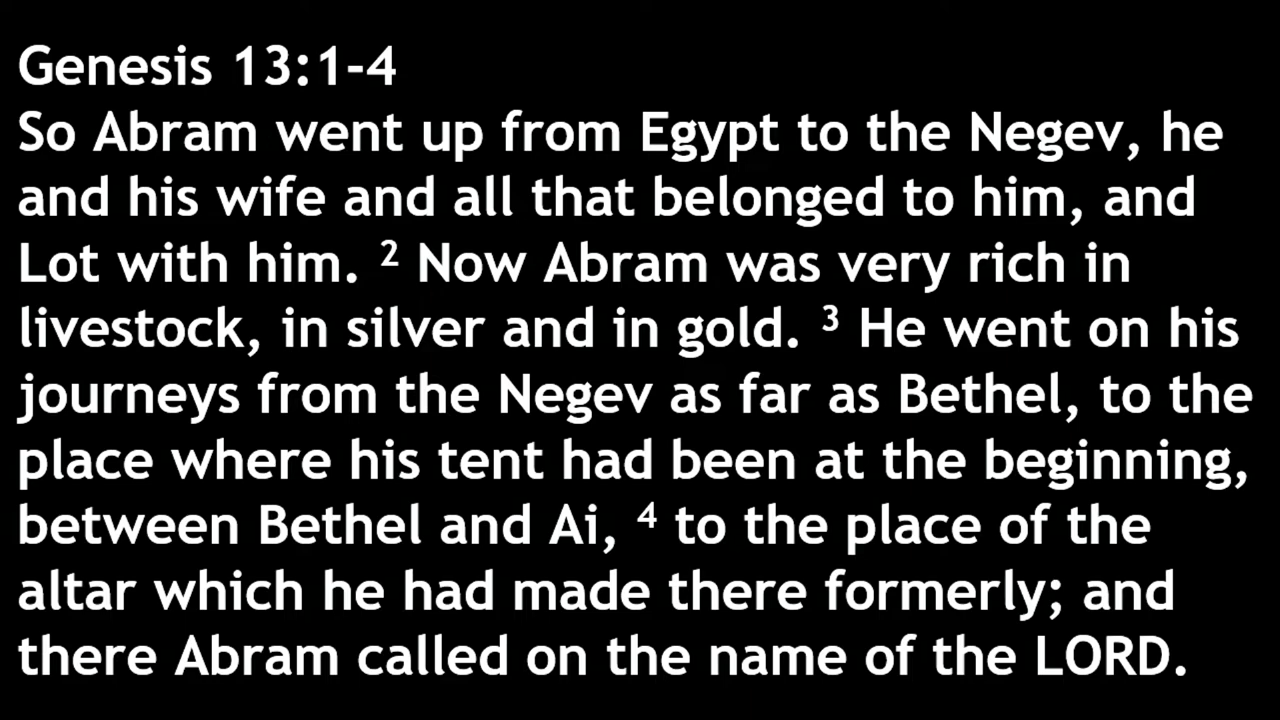 Genesis 13:1-4
So Abram went up from Egypt to the Negev, he
and his wife and all that belonged to him, and
Lot with him. ² Now Abram was very rich in
livestock, in silver and in gold. ³ He went on his
journeys from the Negev as far as Bethel, to the
place where his tent had been at the beginning,
between Bethel and Ai, ⁴ to the place of the
altar which he had made there formerly; and
there Abram called on the name of the LORD.